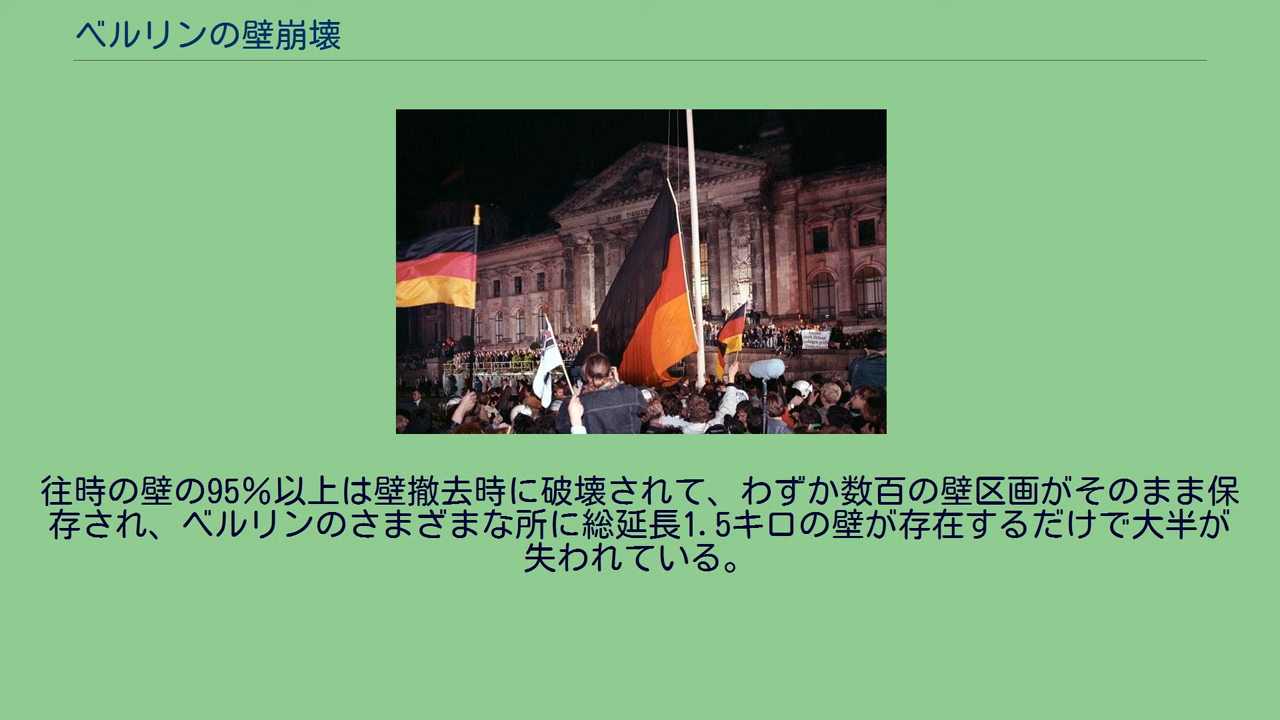 ベルリンの壁崩壊
往時の壁の95％以上は壁撤去時に破壊されて、わずか数百の壁区画がそのまま保
存され、ベルリンのさまざまな所に総延長1.5キロの壁が存在するだけで大半が
失われている。